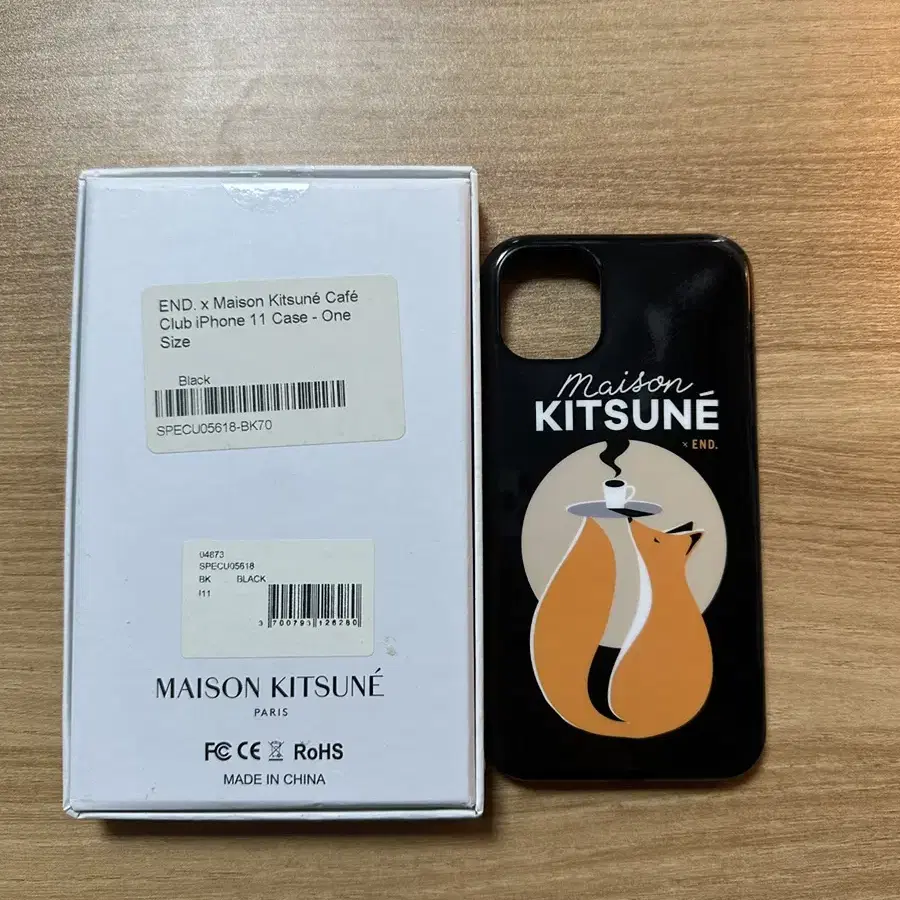 END. x Maison Kitsuné Café
Club iPhone 11 Case - One
Size
Black
SPECU05618-BK70
04673
SPECU05618
BK BLACK
I11
3 700793 126280
MAISON KITSUNÉ
PARIS
FC CE RoHS
MADE IN CHINA
Maison
KITSUNÉ
× END.